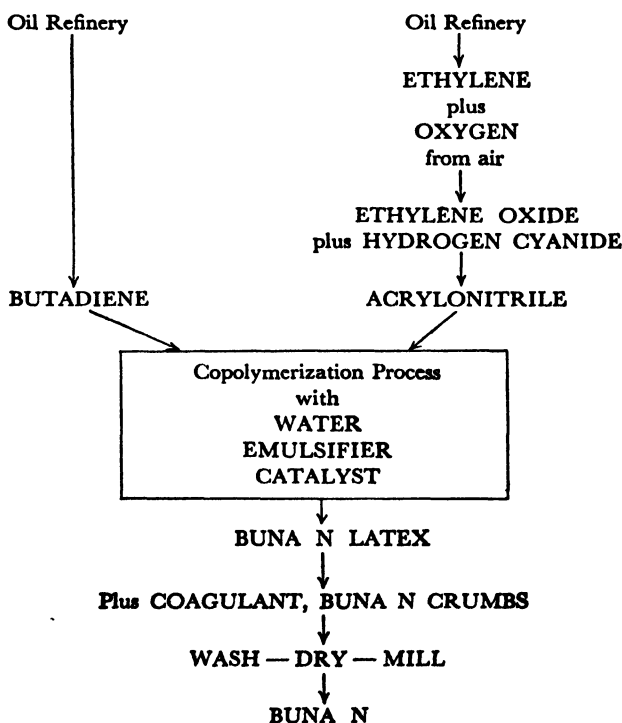 Oil Refinery
Oil Refinery
ETHYLENE
plus
OXYGEN
from air
ETHYLENE OXIDE
plus HYDROGEN CYANIDE
BUTADIENE
ACRYLONITRILE
Copolymerization Process
with
WATER
EMULSIFIER
CATALYST
BUNA N LATEX
Plus COAGULANT, BUNA N CRUMBS
WASH — DRY — MILL
BUNA N